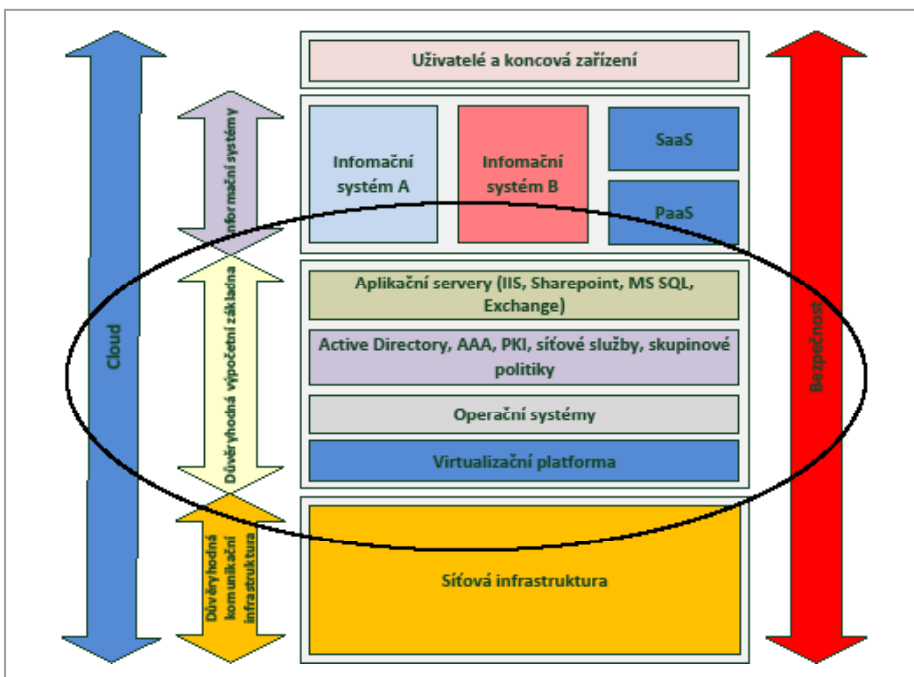 Uživatelé a koncová zařízení
Cloud
Informační systémy
Infomační
systém A
Infomační
systém B
SaaS
PaaS
Bezpečnost
Důvěryhodná výpočetní základna
Aplikační servery (IIS, Sharepoint, MS SQL,
Exchange)
Active Directory, AAA, PKI, síťové služby, skupinové
politiky
Operační systémy
Virtualizační platforma
Důvěryhodná
komunikační
infrastruktura
Síťová infrastruktura